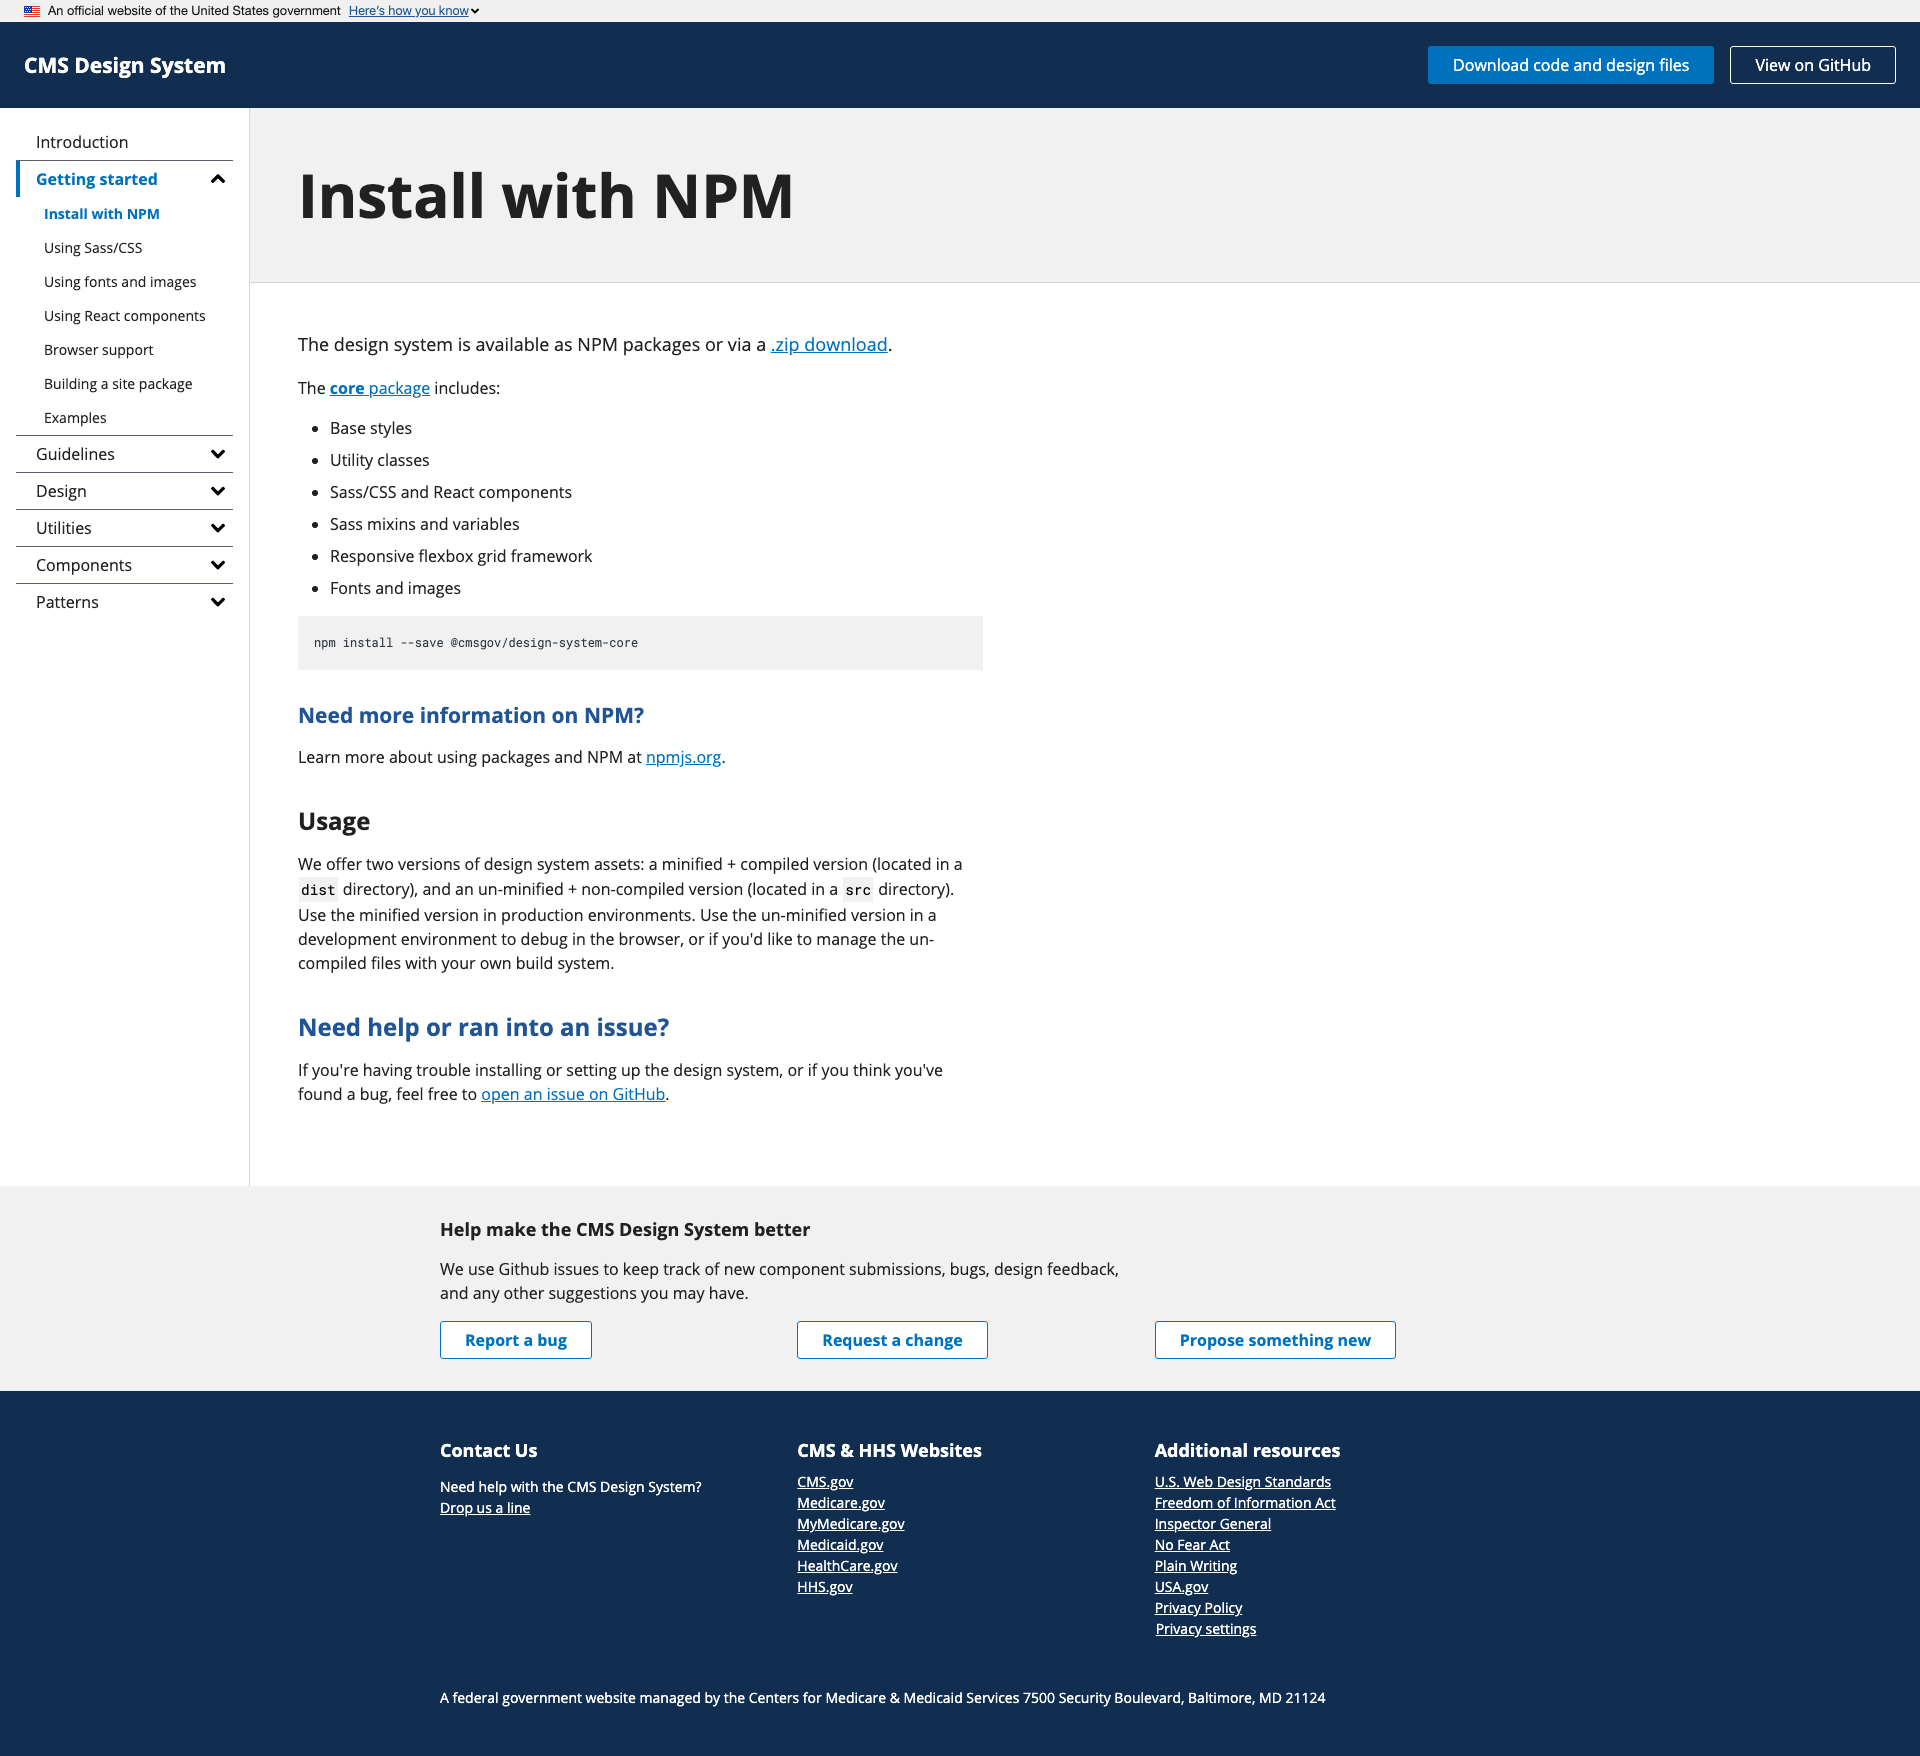 An official website of the United States government Here's how you know
CMS Design System
Download code and design files
View on GitHub
Introduction
Getting started
Install with NPM
Using Sass/CSS
Using fonts and images
Using React components
Browser support
Building a site package
Examples
Guidelines
Design
Utilities
Components
Patterns
Install with NPM
The design system is available as NPM packages or via a .zip download.
The core package includes:
Base styles
Utility classes
Sass/CSS and React components
Sass mixins and variables
Responsive flexbox grid framework
Fonts and images
npm install --save @cmsgov/design-system-core
Need more information on NPM?
Learn more about using packages and NPM at npmjs.org.
Usage
We offer two versions of design system assets: a minified + compiled version (located in a
dist directory), and an un-minified + non-compiled version (located in a src directory).
Use the minified version in production environments. Use the un-minified version in a
development environment to debug in the browser, or if you'd like to manage the un-
compiled files with your own build system.
Need help or ran into an issue?
If you're having trouble installing or setting up the design system, or if you think you've
found a bug, feel free to open an issue on GitHub.
Help make the CMS Design System better
We use Github issues to keep track of new component submissions, bugs, design feedback,
and any other suggestions you may have.
Report a bug
Request a change
Propose something new
Contact Us
Need help with the CMS Design System?
Drop us a line
CMS & HHS Websites
CMS.gov
Medicare.gov
MyMedicare.gov
Medicaid.gov
HealthCare.gov
HHS.gov
Additional resources
U.S. Web Design Standards
Freedom of Information Act
Inspector General
No Fear Act
Plain Writing
USA.gov
Privacy Policy
Privacy settings
A federal government website managed by the Centers for Medicare & Medicaid Services 7500 Security Boulevard, Baltimore, MD 21124